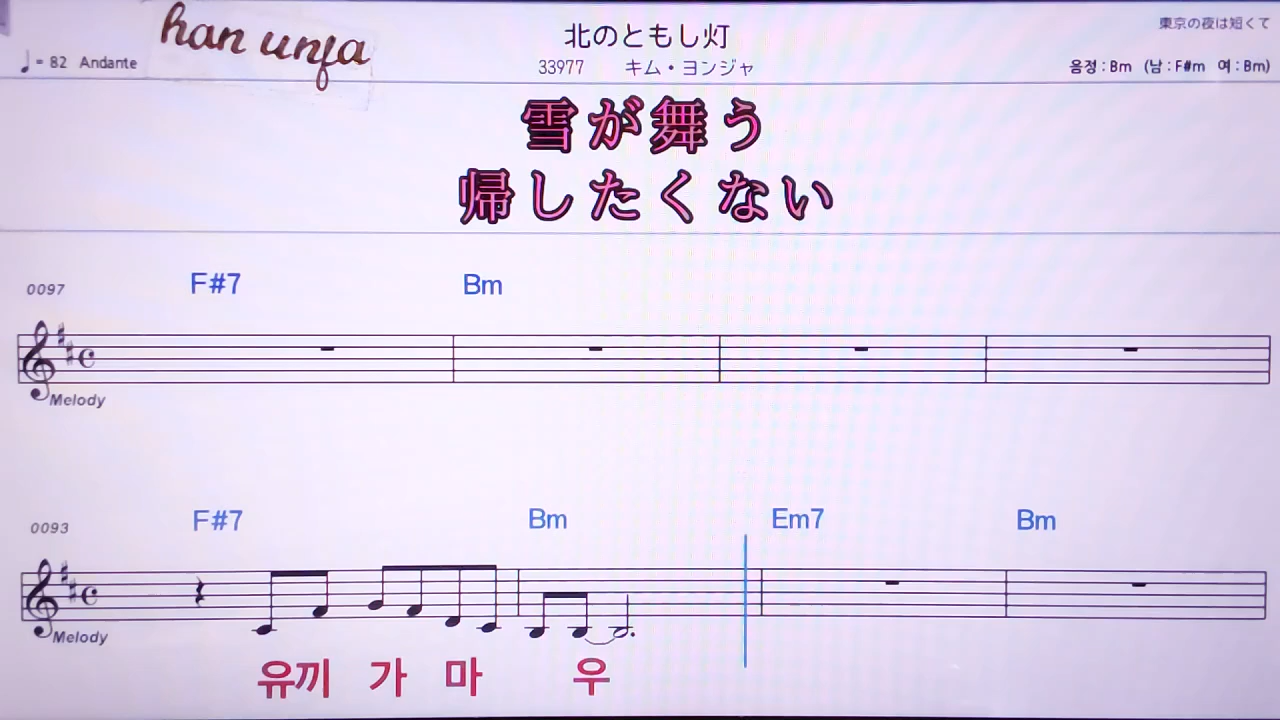 han unja
北のともし灯
東京の夜は短くて
♩= 82 Andante
33977 キム・ヨンジャ
음정 : Bm (남 : F#m 여 : Bm)
雪が舞う
帰したくない
0097 F#7 Bm
Melody
0093 F#7 Bm Em7 Bm
Melody
유끼 가 마 우